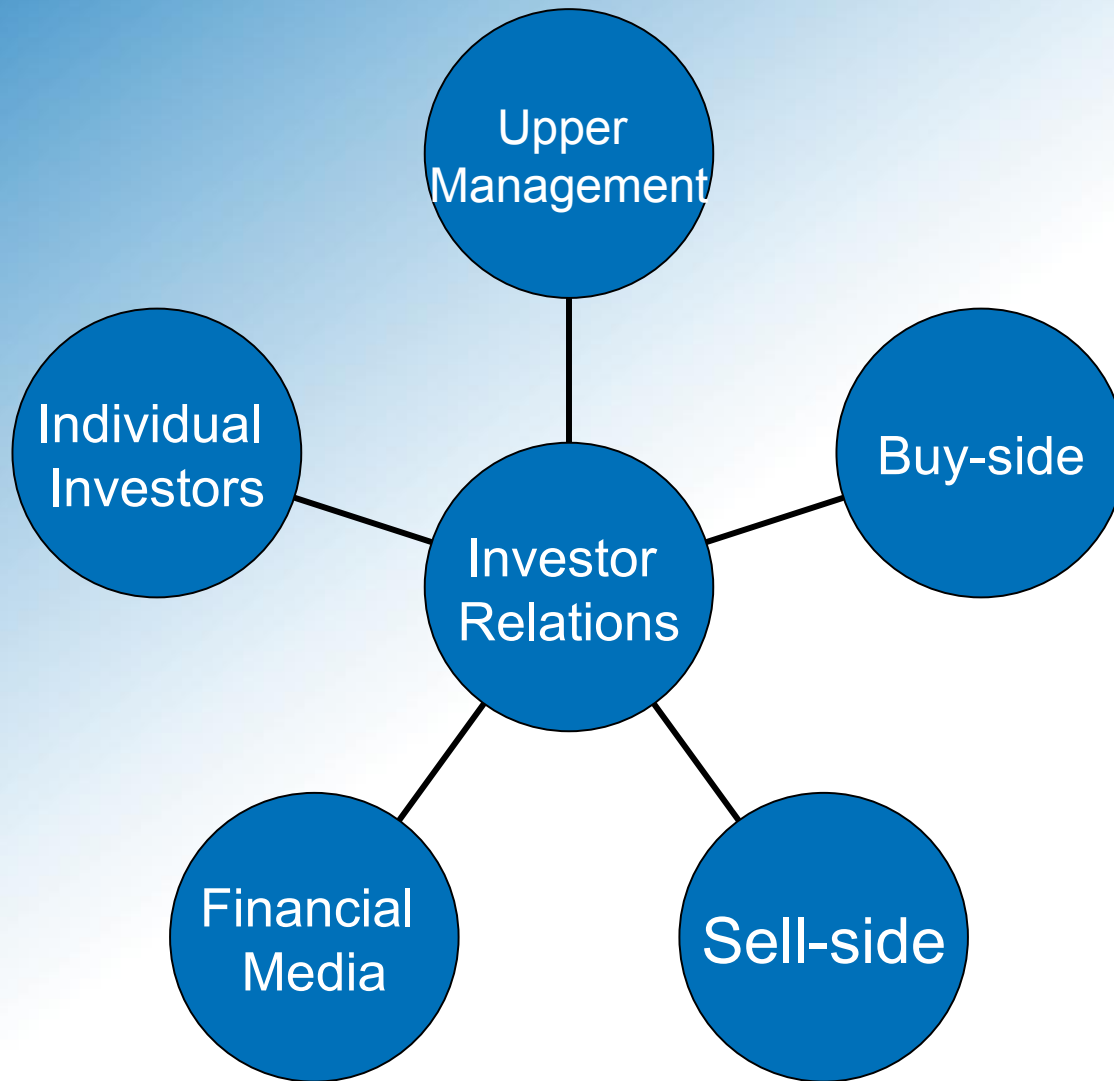 Upper
Management
Individual
Investors
Buy-side
Investor
Relations
Financial
Media
Sell-side